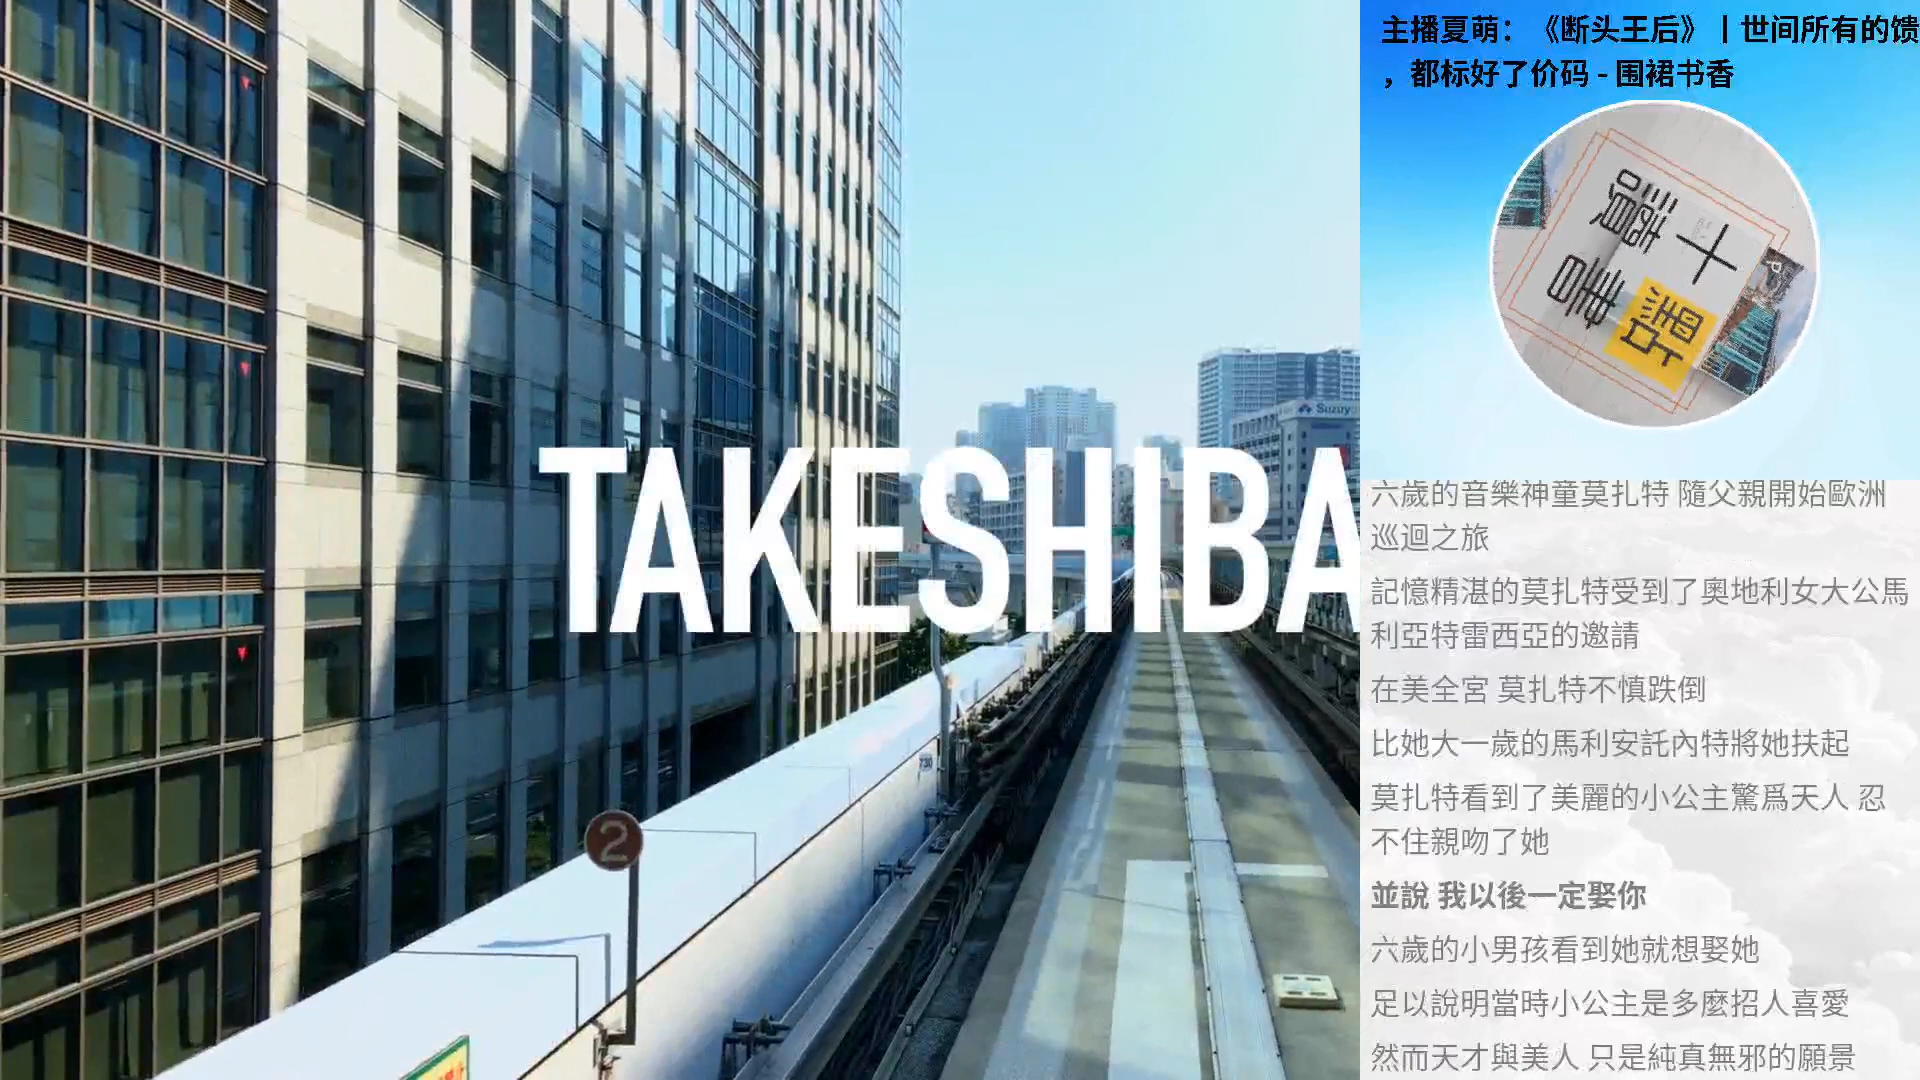 主播夏萌：《断头王后》丨世间所有的馈
，都标好了价码 - 围裙书香
十點
讀書
Suzuyo
TAKESHIBA
730
2
六歲的音樂神童莫扎特 隨父親開始歐洲
巡迴之旅
記憶精湛的莫扎特受到了奧地利女大公馬
利亞特雷西亞的邀請
在美全宮 莫扎特不慎跌倒
比她大一歲的馬利安託內特將她扶起
莫扎特看到了美麗的小公主驚爲天人 忍
不住親吻了她
並說 我以後一定娶你
六歲的小男孩看到她就想娶她
足以說明當時小公主是多麼招人喜愛
然而天才與美人 只是純真無邪的願景